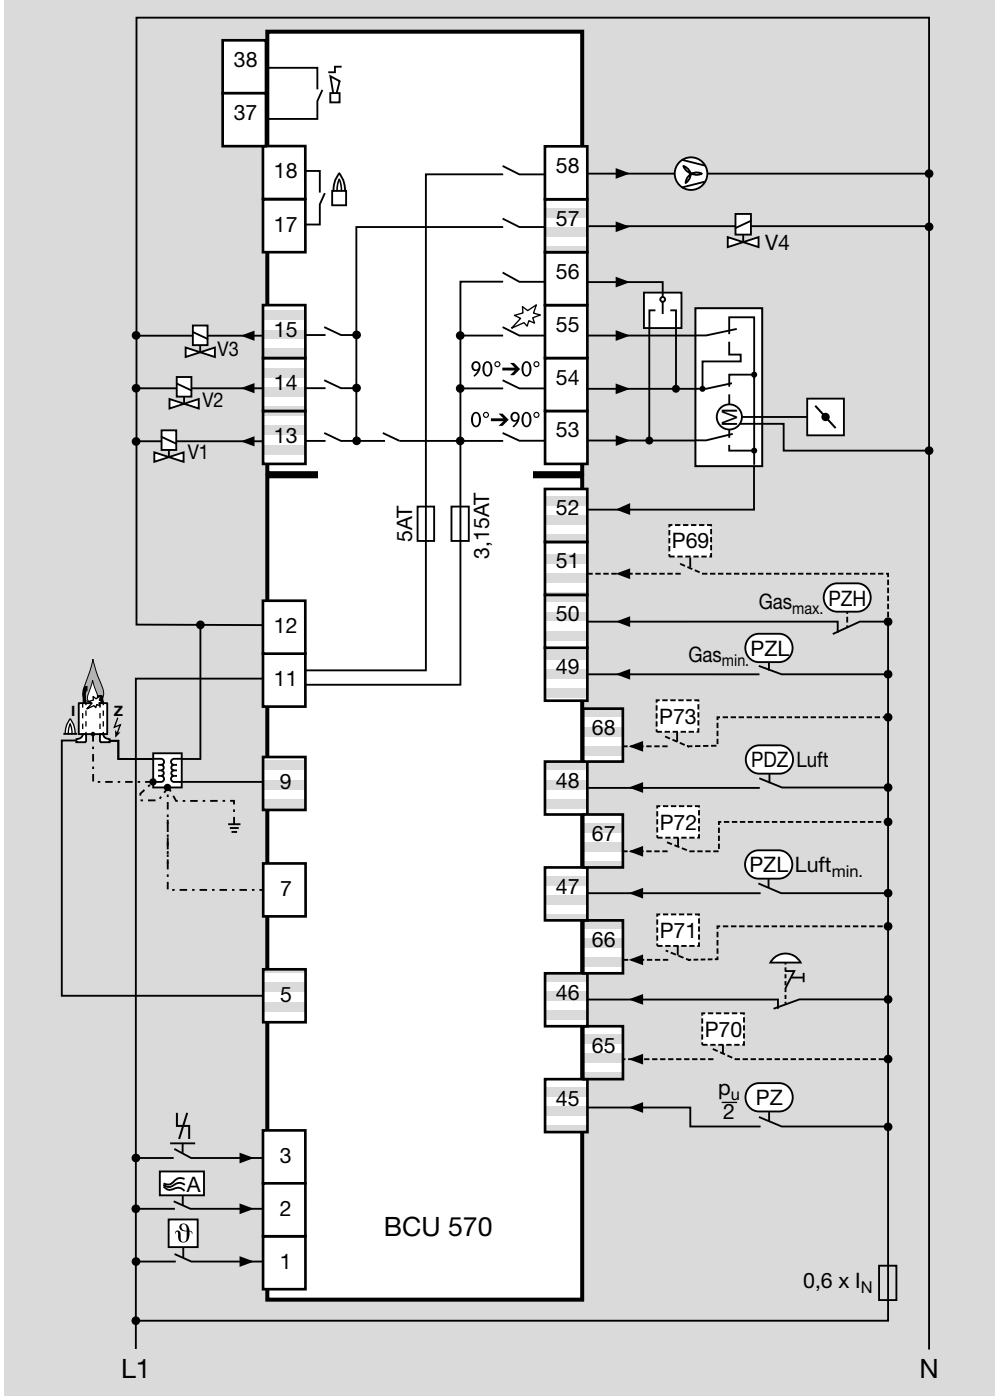 38
37
18
58
17
57
V4
56
15
55
V3
90°→0°
14
54
V2
0°→90°
M
13
53
V1
5AT
3,15AT
52
P69
51
Gasmax. PZH
50
12
Gasmin. PZL
49
11
I
Z
P73
68
PDZ Luft
9
48
P72
67
PZL Luftmin.
7
47
P71
66
5
46
P70
65
pu/2 PZ
45
3
A
2
BCU 570
ϑ
1
0,6 x IN
L1
N